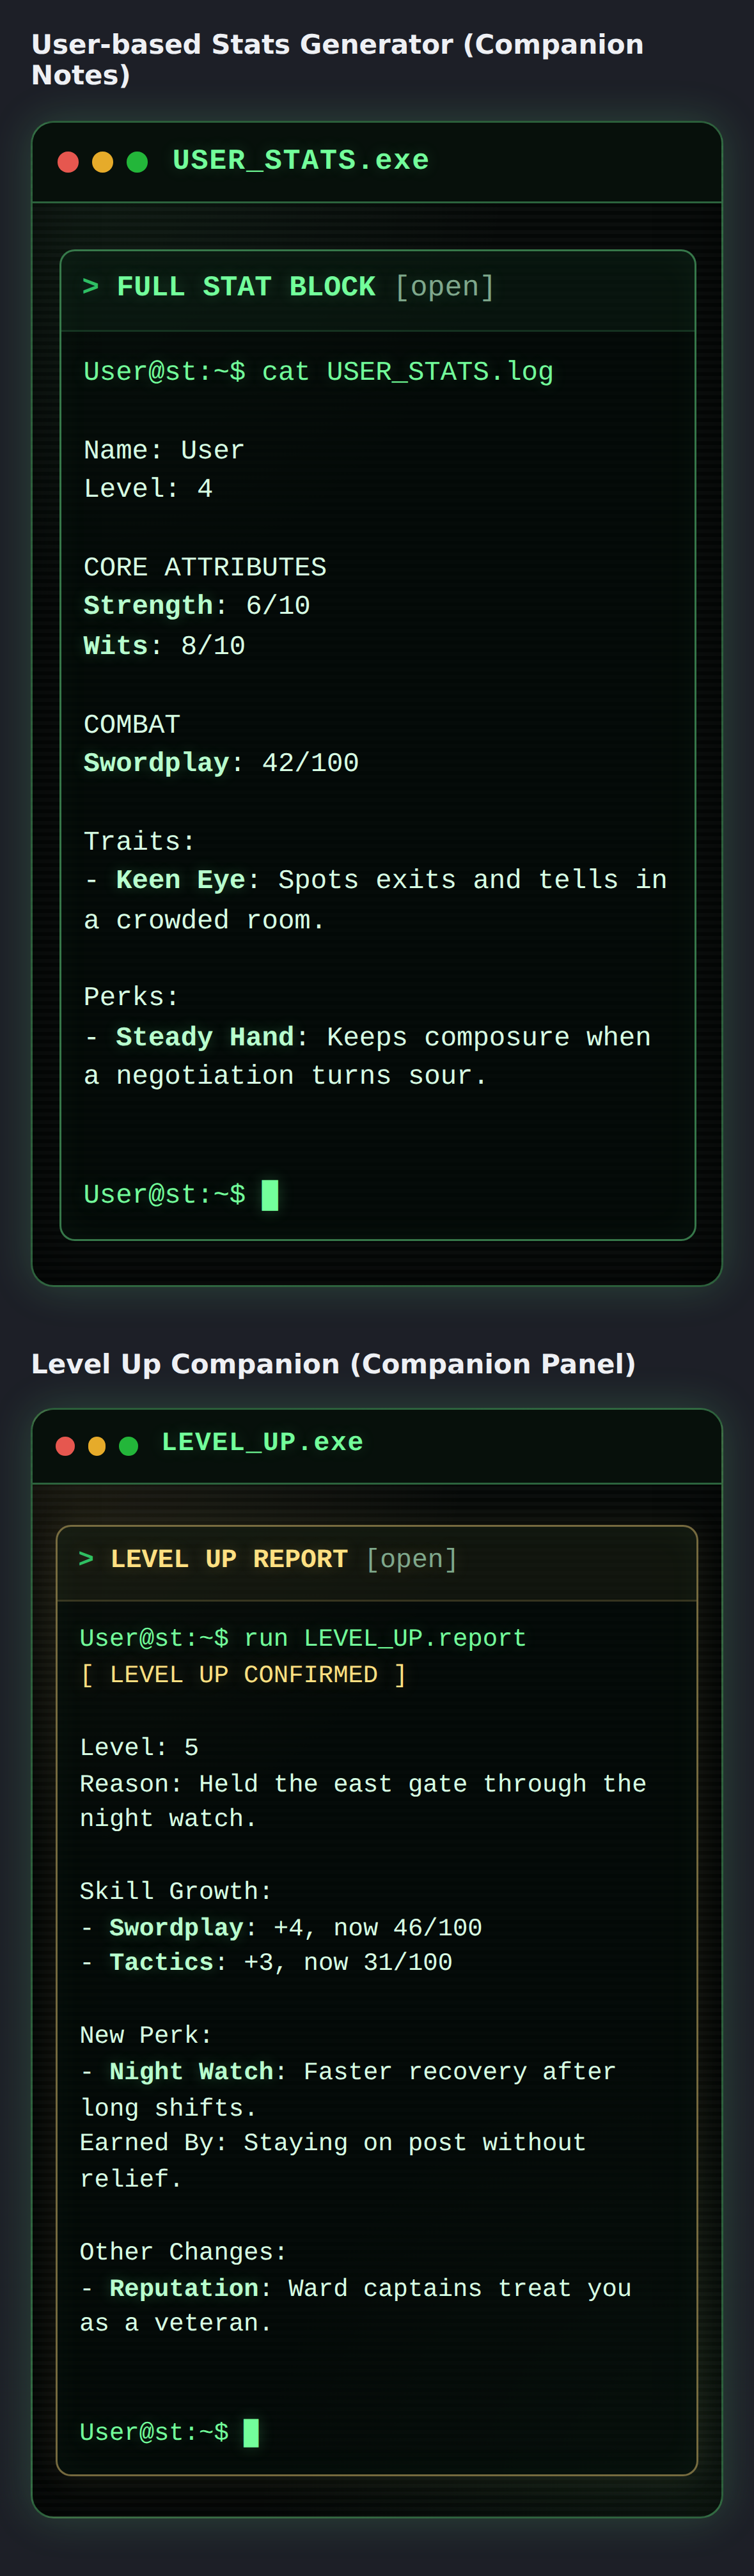 User-based Stats Generator (Companion
Notes)
USER_STATS.exe
> FULL STAT BLOCK [open]
User@st:~$ cat USER_STATS.log
Name: User
Level: 4
CORE ATTRIBUTES
Strength: 6/10
Wits: 8/10
COMBAT
Swordplay: 42/100
Traits:
- Keen Eye: Spots exits and tells in
a crowded room.
Perks:
- Steady Hand: Keeps composure when
a negotiation turns sour.
User@st:~$
Level Up Companion (Companion Panel)
LEVEL_UP.exe
> LEVEL UP REPORT [open]
User@st:~$ run LEVEL_UP.report
[ LEVEL UP CONFIRMED ]
Level: 5
Reason: Held the east gate through the
night watch.
Skill Growth:
- Swordplay: +4, now 46/100
- Tactics: +3, now 31/100
New Perk:
- Night Watch: Faster recovery after
long shifts.
Earned By: Staying on post without
relief.
Other Changes:
- Reputation: Ward captains treat you
as a veteran.
User@st:~$